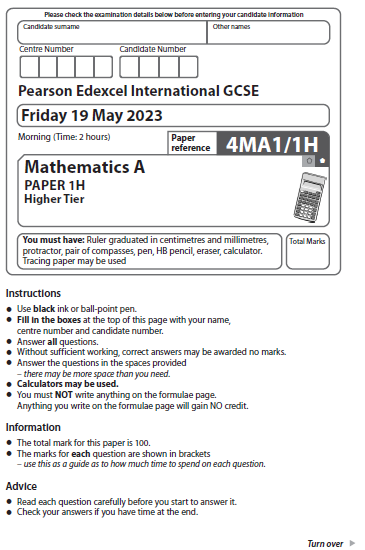 Please check the examination details below before entering your candidate information
Candidate surname
Other names
Centre Number
Candidate Number
Pearson Edexcel International GCSE
Friday 19 May 2023
Morning (Time: 2 hours)
Paper
reference
4MA1/1H
Mathematics A
PAPER 1H
Higher Tier
You must have: Ruler graduated in centimetres and millimetres,
protractor, pair of compasses, pen, HB pencil, eraser, calculator.
Tracing paper may be used
Total Marks
Instructions
● Use black ink or ball-point pen.
● Fill in the boxes at the top of this page with your name,
centre number and candidate number.
● Answer all questions.
● Without sufficient working, correct answers may be awarded no marks.
● Answer the questions in the spaces provided
– there may be more space than you need.
● Calculators may be used.
● You must NOT write anything on the formulae page.
Anything you write on the formulae page will gain NO credit.
Information
● The total mark for this paper is 100.
● The marks for each question are shown in brackets
– use this as a guide as to how much time to spend on each question.
Advice
● Read each question carefully before you start to answer it.
● Check your answers if you have time at the end.
Turn over